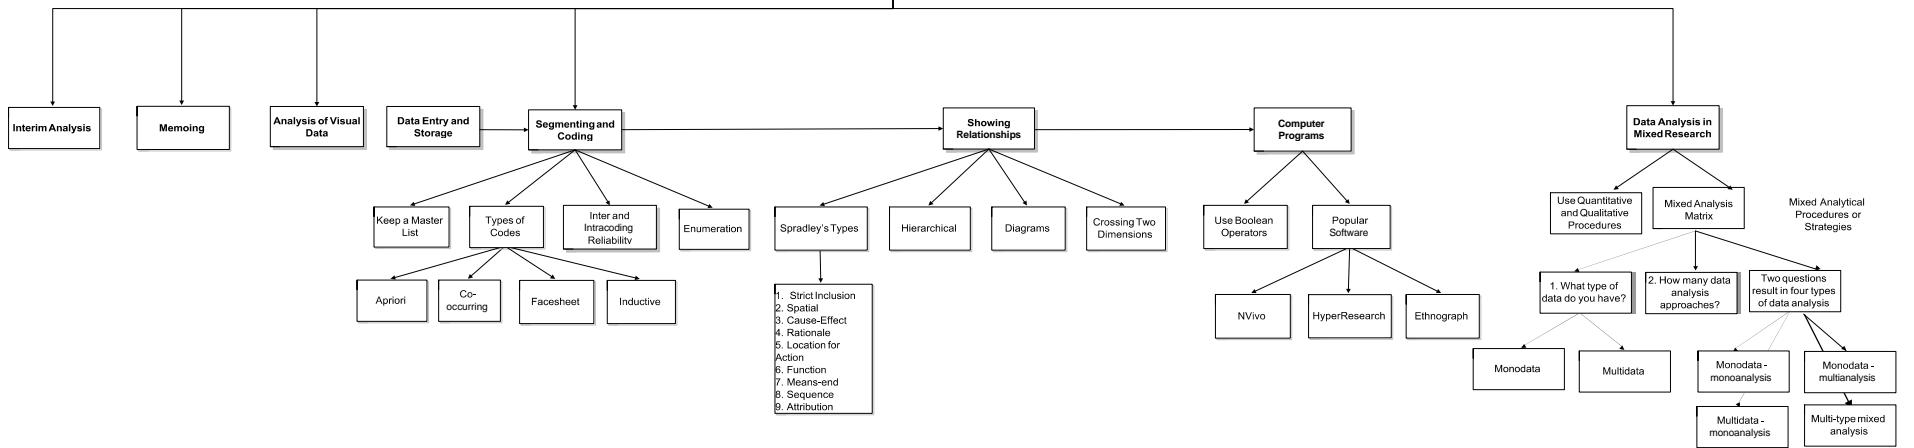 Interim Analysis
Memoing
Analysis of Visual
Data
Data Entry and
Storage
Segmenting and
Coding
Showing
Relationships
Computer
Programs
Data Analysis in
Mixed Research
Keep a Master
List
Types of
Codes
Inter and
Intracoding
Reliability
Enumeration
Spradley's Types
Hierarchical
Diagrams
Crossing Two
Dimensions
Use Boolean
Operators
Popular
Software
Use Quantitative
and Qualitative
Procedures
Mixed Analysis
Matrix
Mixed Analytical
Procedures or
Strategies
Apriori
Co-
occurring
Facesheet
Inductive
1. Strict Inclusion
2. Spatial
3. Cause-Effect
4. Rationale
5. Location for
Action
6. Function
7. Means-end
8. Sequence
9. Attribution
NVivo
HyperResearch
Ethnograph
1. What type of
data do you have?
2. How many data
analysis
approaches?
Two questions
result in four types
of data analysis
Monodata
Multidata
Monodata -
monoanalysis
Monodata -
multianalysis
Multidata -
monoanalysis
Multi-type mixed
analysis